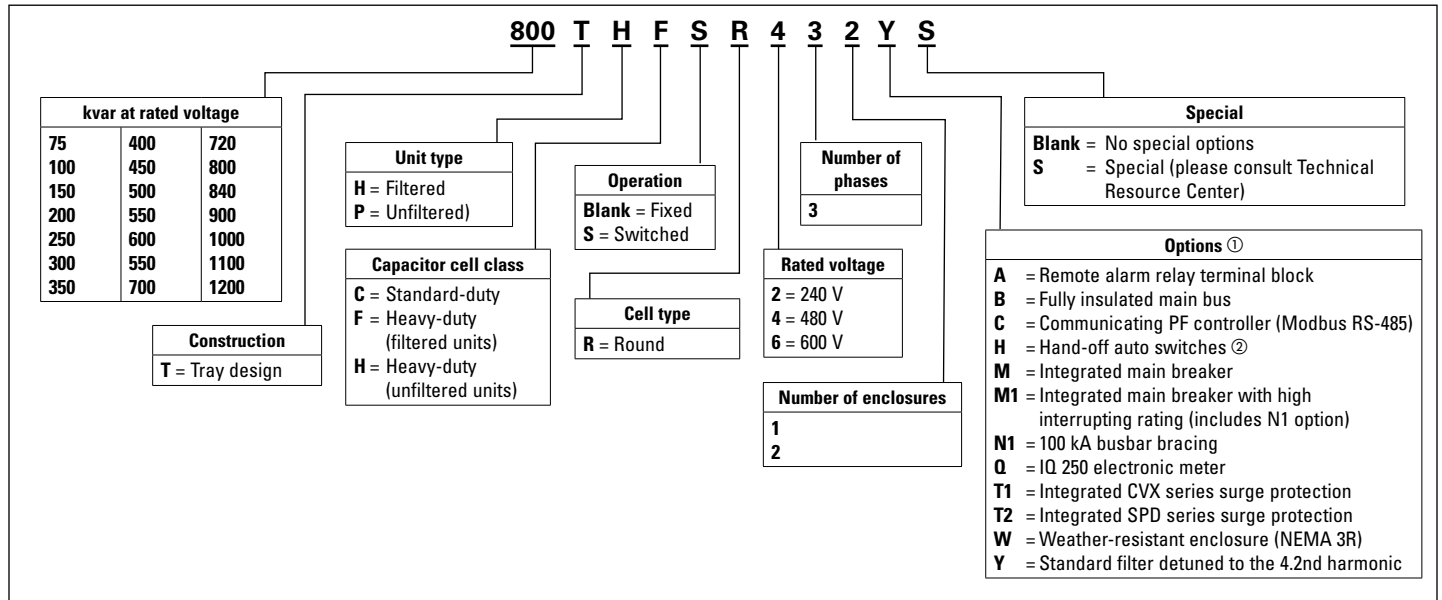 800 T H F S R 4 3 2 Y S
kvar at rated voltage
75 400 720
100 450 800
150 500 840
200 550 900
250 600 1000
300 550 1100
350 700 1200
Construction
T = Tray design
Unit type
H = Filtered
P = Unfiltered)
Capacitor cell class
C = Standard-duty
F = Heavy-duty
(filtered units)
H = Heavy-duty
(unfiltered units)
Operation
Blank = Fixed
S = Switched
Cell type
R = Round
Number of
phases
3
Rated voltage
2 = 240 V
4 = 480 V
6 = 600 V
Number of enclosures
1
2
Special
Blank = No special options
S = Special (please consult Technical
Resource Center)
Options ①
A = Remote alarm relay terminal block
B = Fully insulated main bus
C = Communicating PF controller (Modbus RS-485)
H = Hand-off auto switches ②
M = Integrated main breaker
M1 = Integrated main breaker with high
interrupting rating (includes N1 option)
N1 = 100 kA busbar bracing
Q = IQ 250 electronic meter
T1 = Integrated CVX series surge protection
T2 = Integrated SPD series surge protection
W = Weather-resistant enclosure (NEMA 3R)
Y = Standard filter detuned to the 4.2nd harmonic